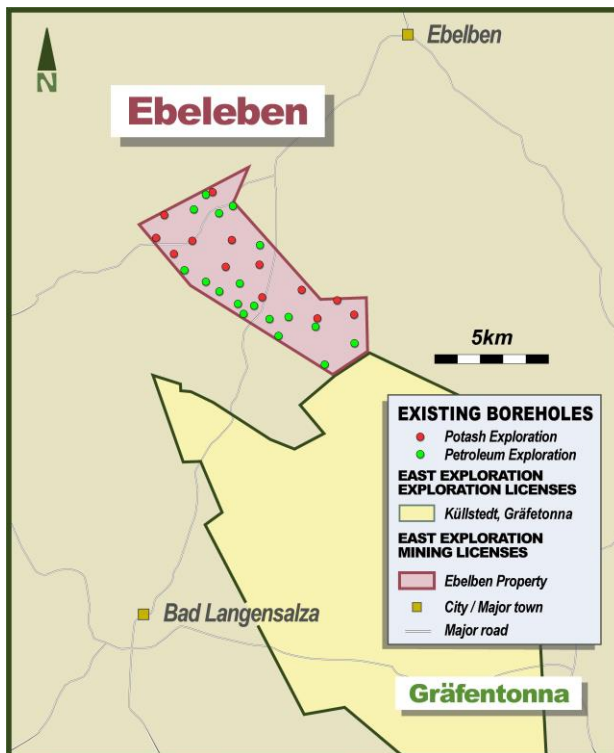 Ebelben
N
Ebeleben
5km
EXISTING BOREHOLES
Potash Exploration
Petroleum Exploration
EAST EXPLORATION
EXPLORATION LICENSES
Küllstedt, Gräfetonna
EAST EXPLORATION
MINING LICENSES
Ebelben Property
City / Major town
Major road
Bad Langensalza
Gräfentonna